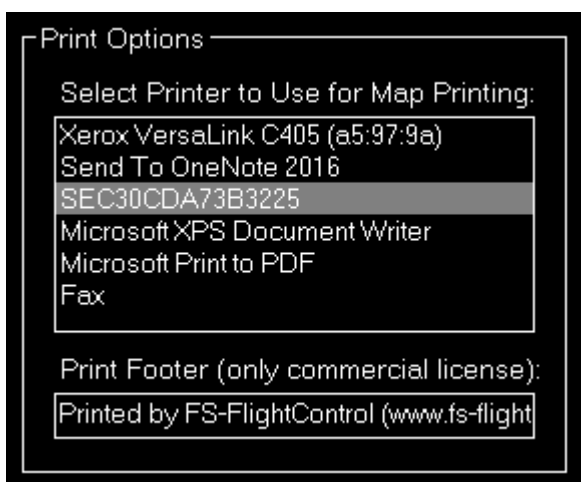 Print Options
Select Printer to Use for Map Printing:
Xerox VersaLink C405 (a5:97:9a)
Send To OneNote 2016
SEC30CDA73B3225
Microsoft XPS Document Writer
Microsoft Print to PDF
Fax
Print Footer (only commercial license):
Printed by FS-FlightControl (www.fs-flight